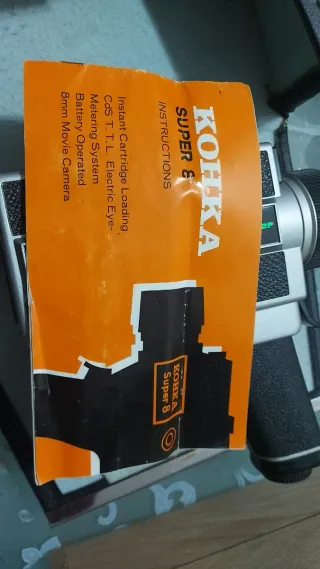 KOHKA
SUPER 8
INSTRUCTIONS
Instant Cartridge Loading
CdS T. T. L. Electric Eye-
Metering System
Battery Operated
8mm Movie Camera
KOHKA
Super 8